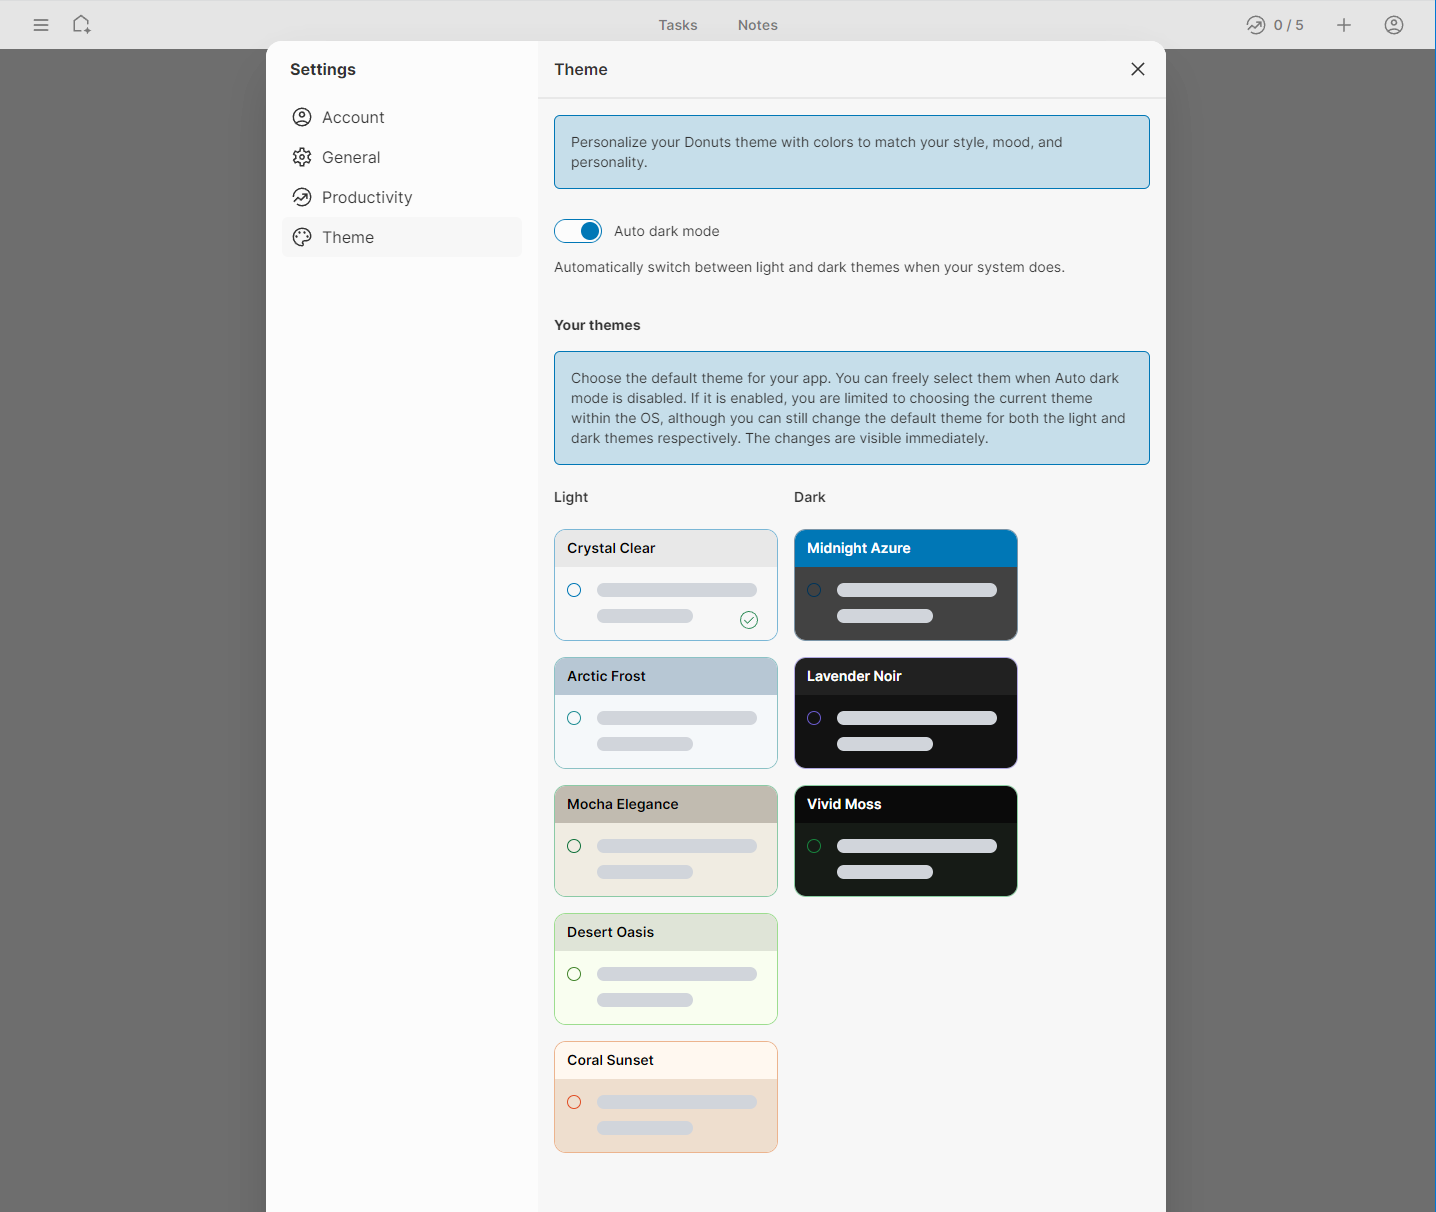 Tasks
Notes
0 / 5
Settings
Account
General
Productivity
Theme
Theme
Personalize your Donuts theme with colors to match your style, mood, and
personality.
Auto dark mode
Automatically switch between light and dark themes when your system does.
Your themes
Choose the default theme for your app. You can freely select them when Auto dark
mode is disabled. If it is enabled, you are limited to choosing the current theme
within the OS, although you can still change the default theme for both the light and
dark themes respectively. The changes are visible immediately.
Light
Crystal Clear
Arctic Frost
Mocha Elegance
Desert Oasis
Coral Sunset
Dark
Midnight Azure
Lavender Noir
Vivid Moss